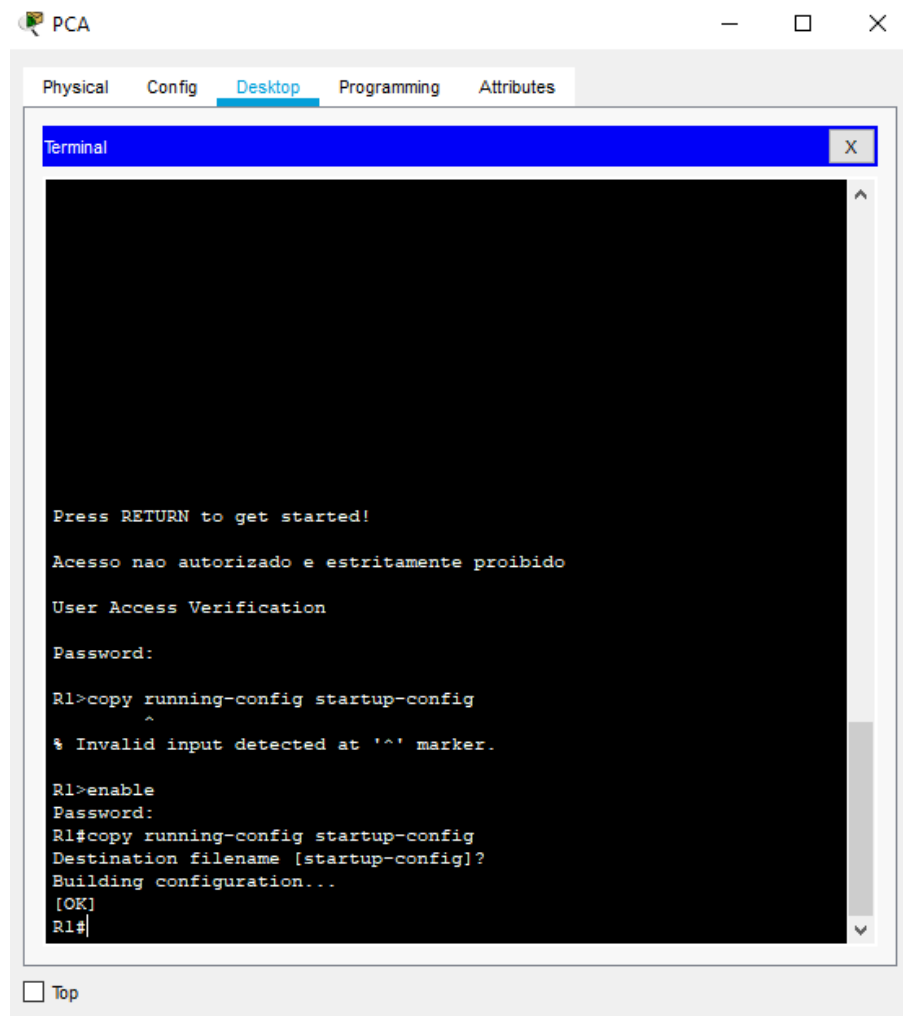 PCA
Physical Config Desktop Programming Attributes
Terminal X
Press RETURN to get started!
Acesso nao autorizado e estritamente proibido
User Access Verification
Password:
R1>copy running-config startup-config
^
% Invalid input detected at '^' marker.
R1>enable
Password:
R1#copy running-config startup-config
Destination filename [startup-config]?
Building configuration...
[OK]
R1#
Top